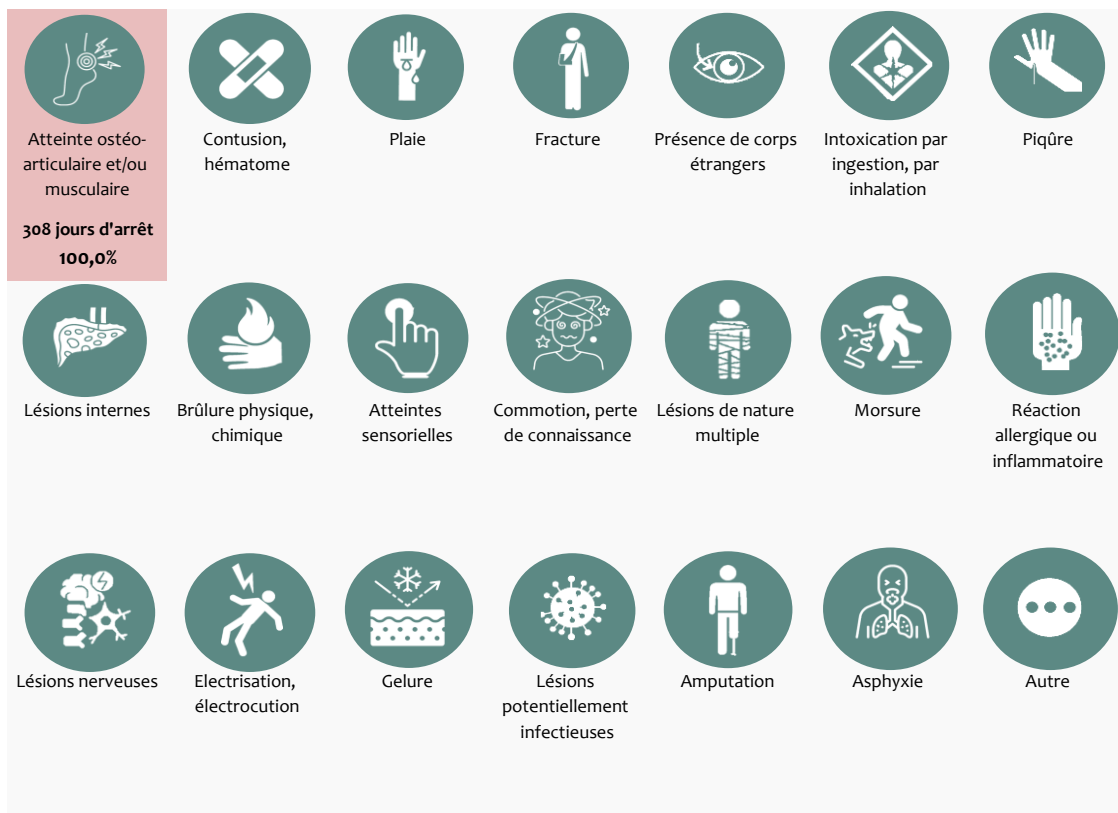 Atteinte ostéo-
articulaire et/ou
musculaire
308 jours d'arrêt
100,0%
Contusion,
hématome
Plaie
Fracture
Présence de corps
étrangers
Intoxication par
ingestion, par
inhalation
Piqûre
Lésions internes
Brûlure physique,
chimique
Atteintes
sensorielles
Commotion, perte
de connaissance
Lésions de nature
multiple
Morsure
Réaction
allergique ou
inflammatoire
Lésions nerveuses
Electrisation,
électrocution
Gelure
Lésions
potentiellement
infectieuses
Amputation
Asphyxie
Autre